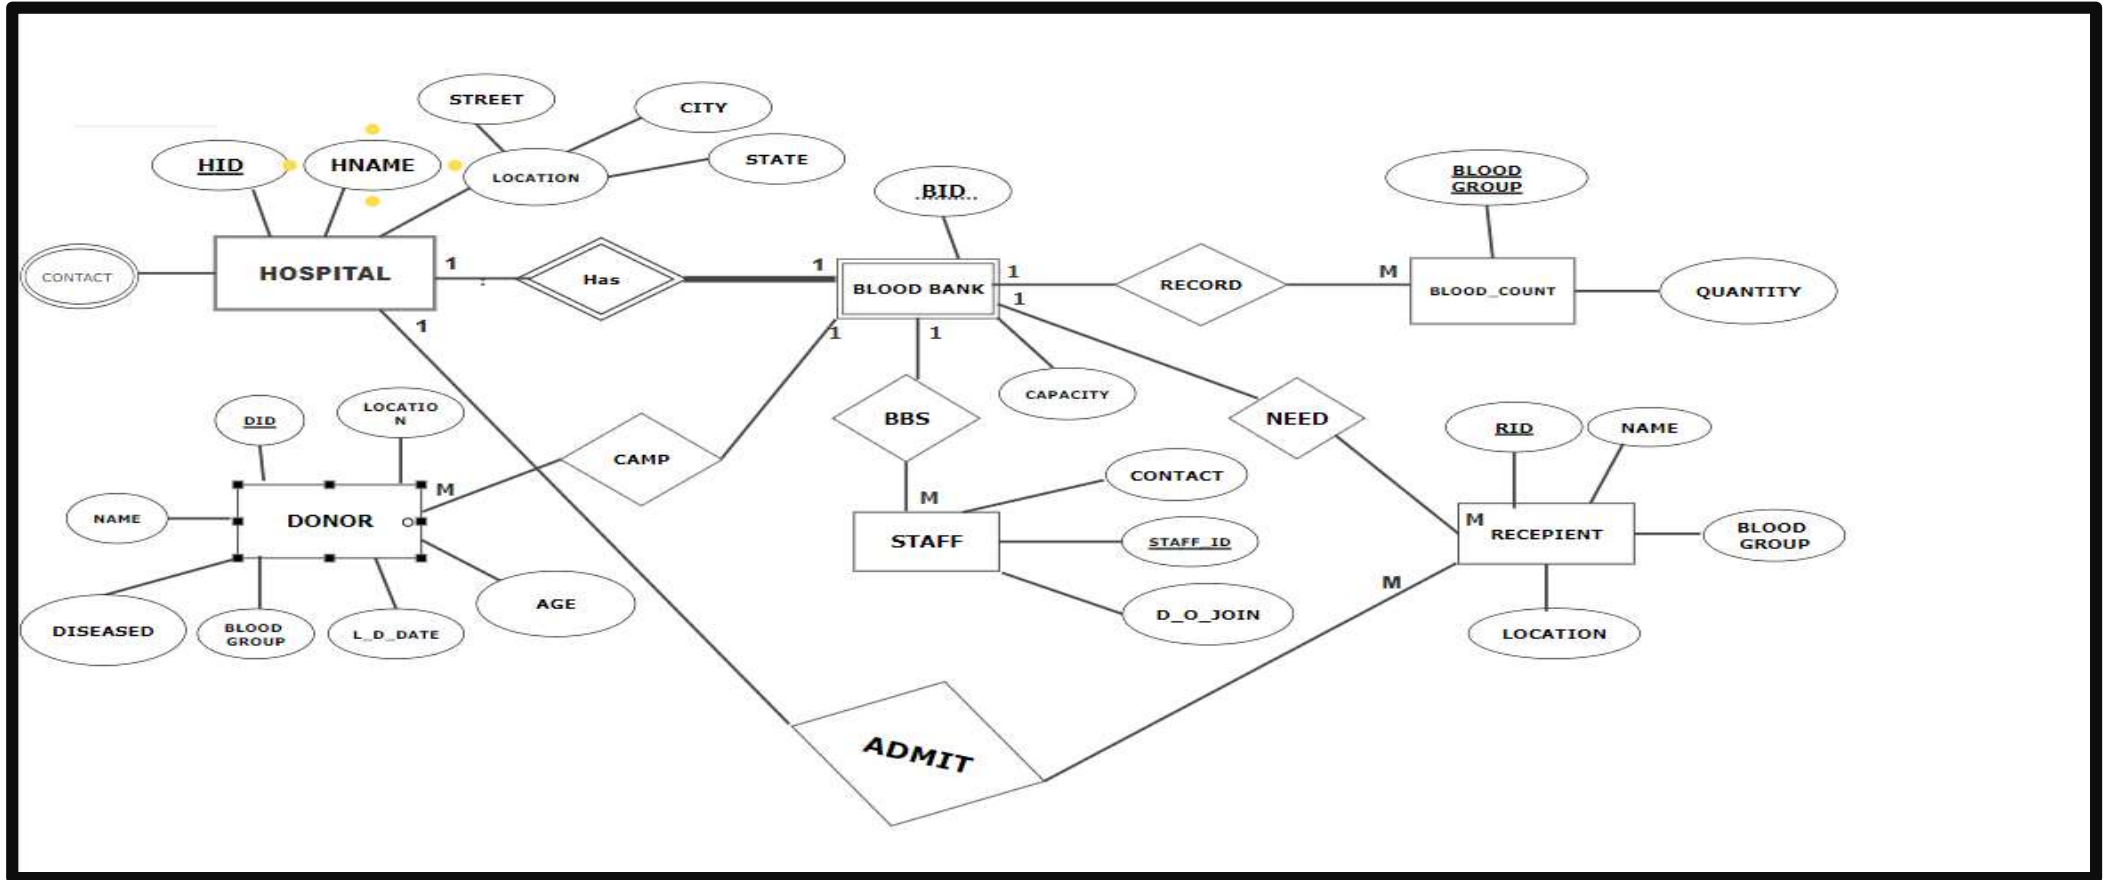 STREET
CITY
STATE
HID
HNAME
LOCATION
BID
BLOOD
GROUP
CONTACT
HOSPITAL
1
:
Has
1
BLOOD BANK
1
1
RECORD
M
BLOOD_COUNT
QUANTITY
1
1
1
CAPACITY
DID
LOCATIO
N
CAMP
BBS
NEED
RID
NAME
M
NAME
DONOR
M
STAFF
CONTACT
STAFF_ID
D_O_JOIN
M
RECEPIENT
BLOOD
GROUP
M
LOCATION
DISEASED
BLOOD
GROUP
L_D_DATE
AGE
ADMIT